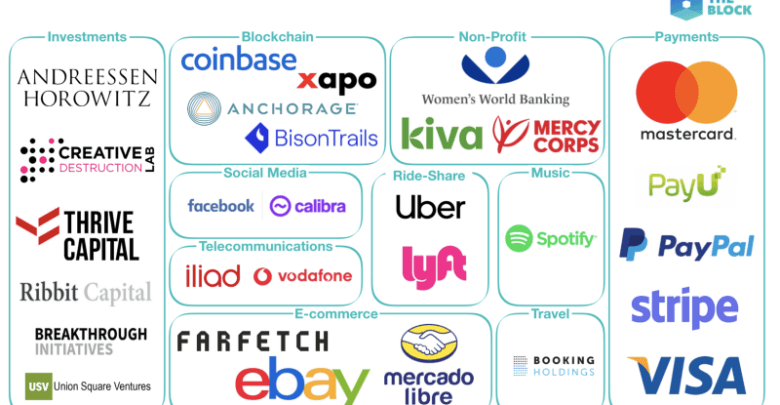 THE
BLOCK
Investments
ANDREESSEN
HOROWITZ
CREATIVE
DESTRUCTION
LAB
THRIVE
CAPITAL
Ribbit Capital
BREAKTHROUGH
INITIATIVES
USV Union Square Ventures
Blockchain
coinbase
xapo
ANCHORAGE
BisonTrails
Non-Profit
Women's World Banking
kiva
MERCY
CORPS
Social Media
facebook
calibra
Telecommunications
iliad
vodafone
Ride-Share
Uber
lyft
Music
Spotify
E-commerce
FARFETCH
ebay
mercado
libre
Travel
BOOKING
HOLDINGS
Payments
mastercard
PayU
PayPal
stripe
VISA